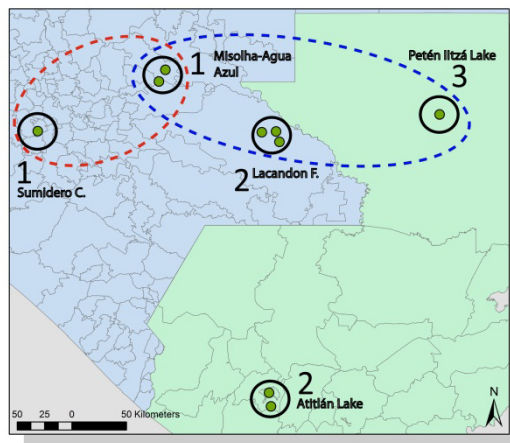 1 Misolha-Agua
Azul
Petén Iitzá Lake
3
1
Sumidero C.
2 Lacandon F.
2
Atitlán Lake
N
50 25 0 50 Kilometers